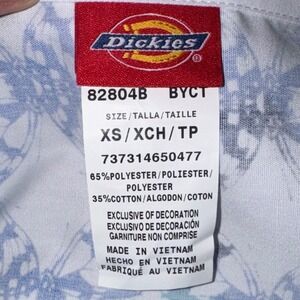 Dickies
82804B BYCT
SIZE/TALLA/TAILLE
XS/XCH/TP
737314650477
65%POLYESTER/POLIESTER/
POLYESTER
35%COTTON/ALGODON/COTON
EXCLUSIVE OF DECORATION
EXCLUSIVO DE DECORACIÓN
GARNITURE NON COMPRISE
MADE IN VIETNAM
HECHO EN VIETNAM
FABRIQUÉ AU VIETNAM